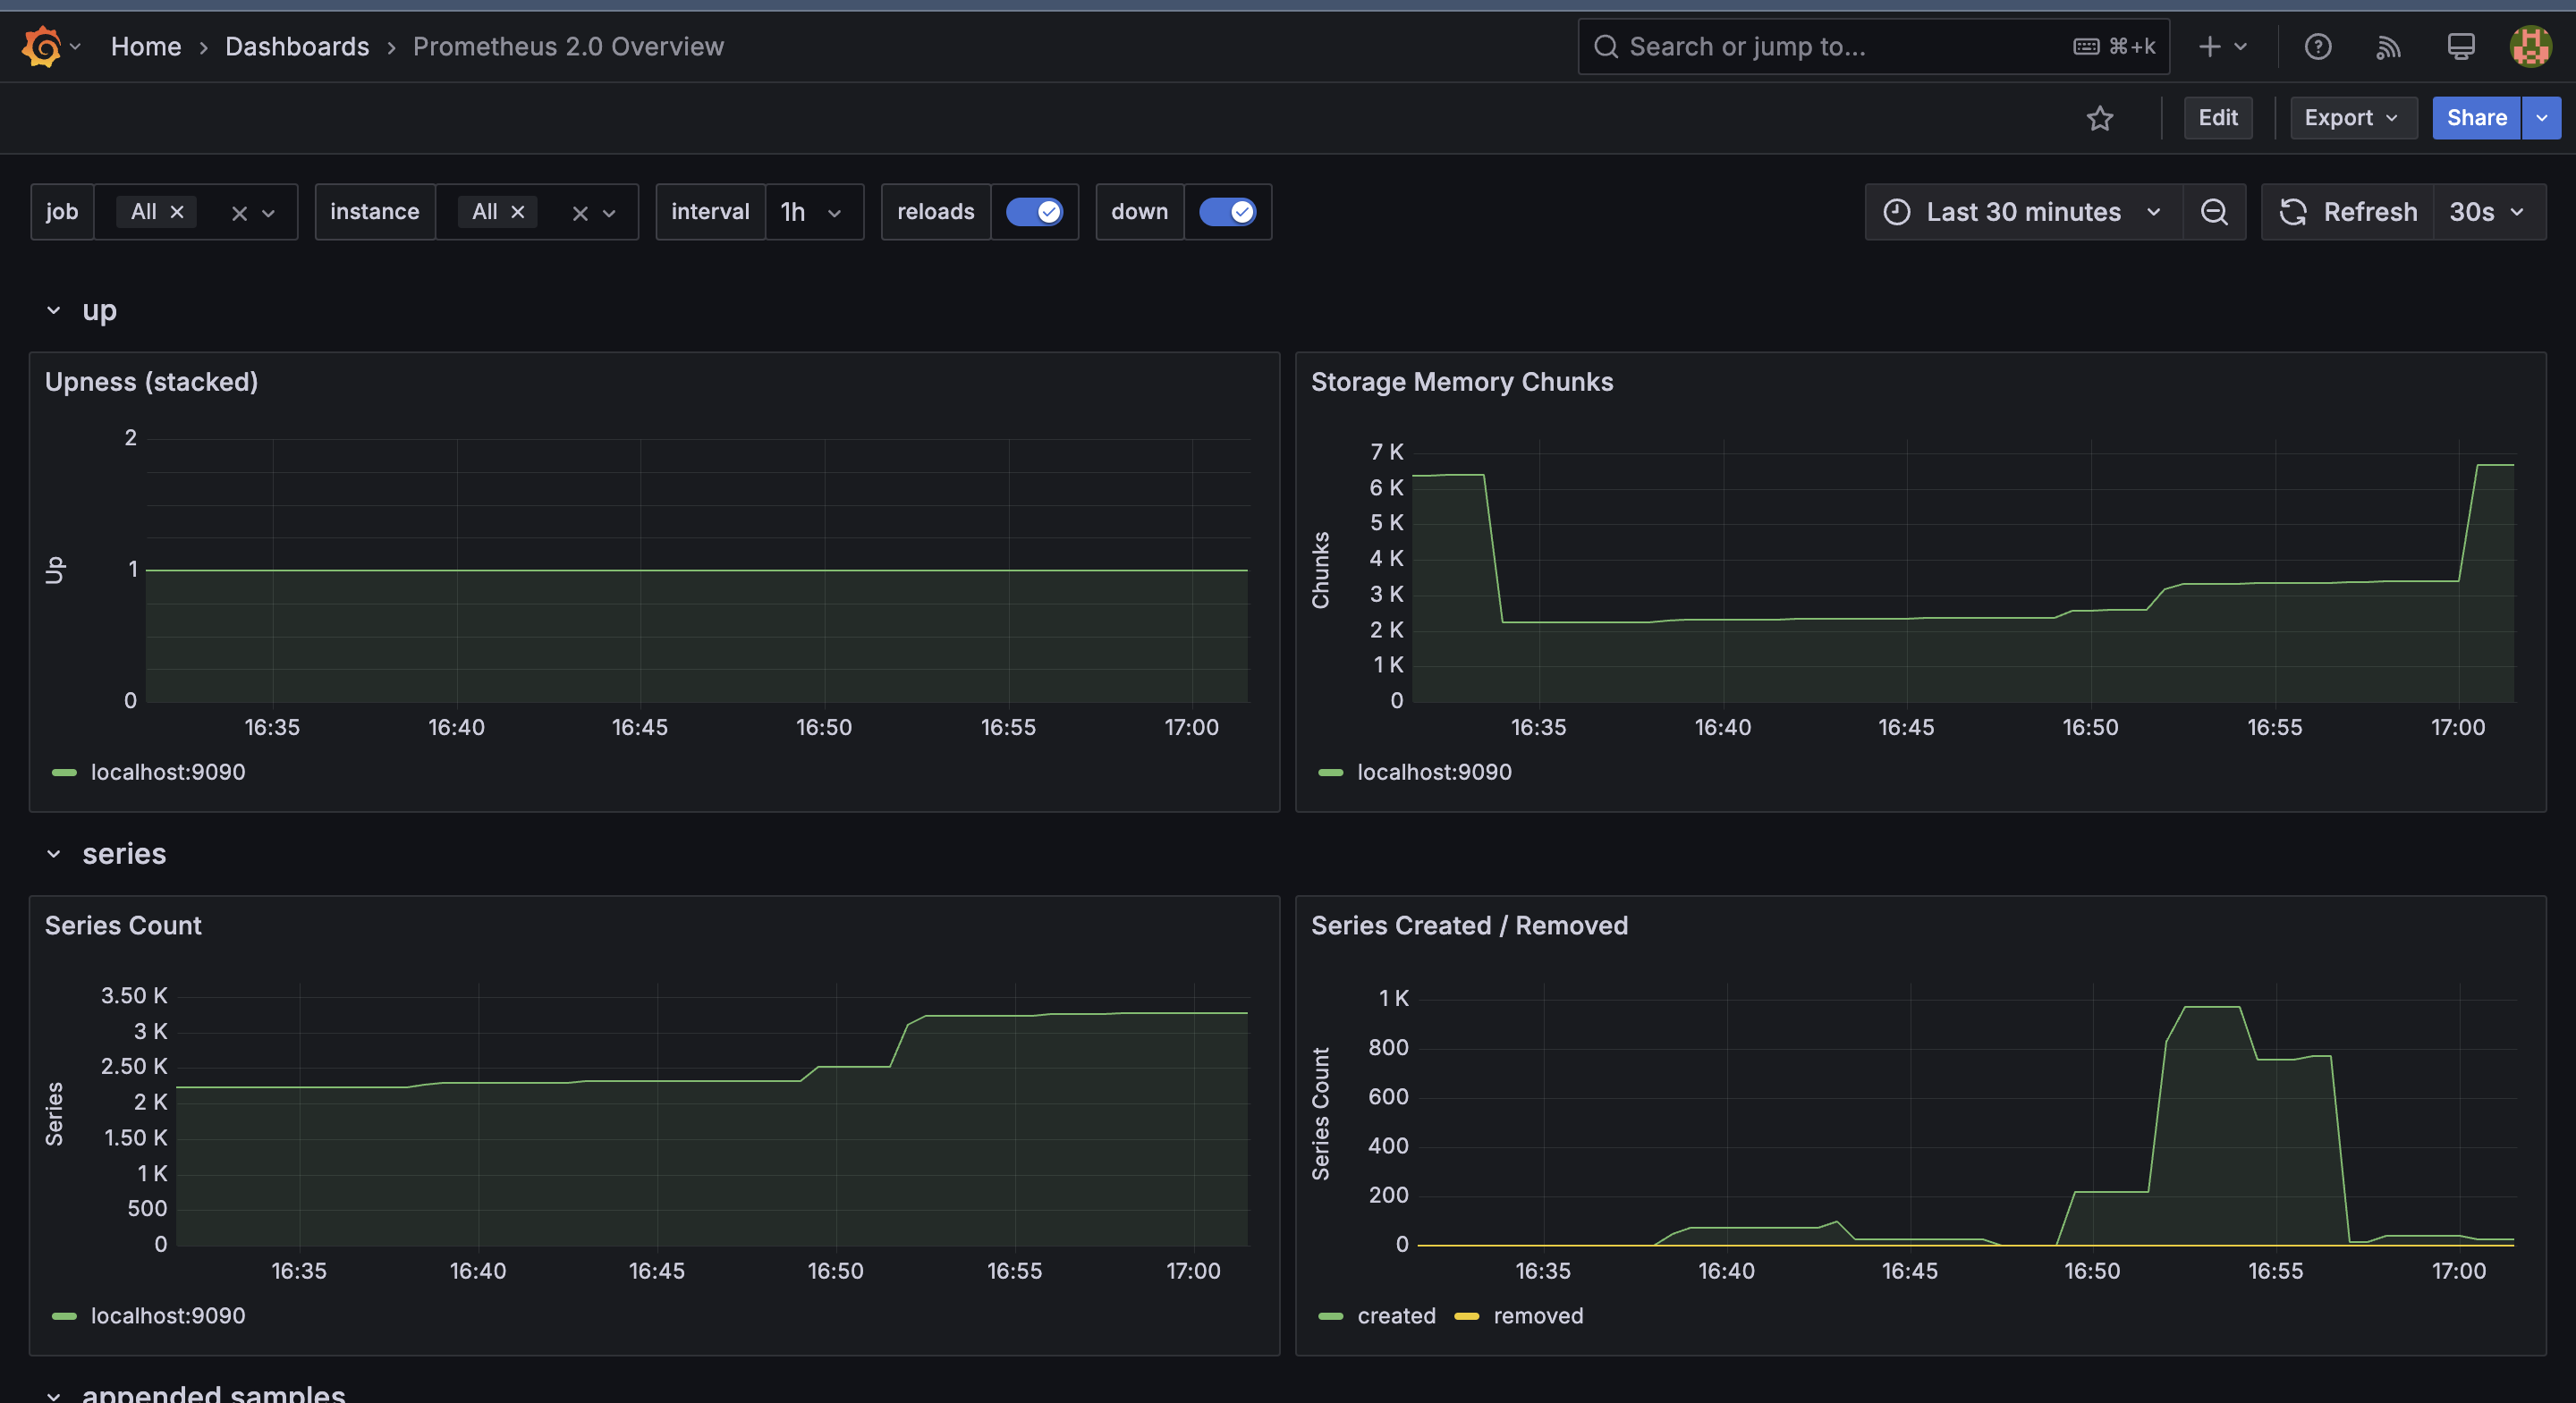 Home > Dashboards > Prometheus 2.0 Overview
Search or jump to... ⌘+k
Edit Export Share
job All instance All interval 1h reloads down Last 30 minutes Refresh 30s
up
Upness (stacked)
2
1
0
Up
16:35 16:40 16:45 16:50 16:55 17:00
localhost:9090
Storage Memory Chunks
7 K
6 K
5 K
4 K
3 K
2 K
1 K
0
Chunks
16:35 16:40 16:45 16:50 16:55 17:00
localhost:9090
series
Series Count
3.50 K
3 K
2.50 K
2 K
1.50 K
1 K
500
0
Series
16:35 16:40 16:45 16:50 16:55 17:00
localhost:9090
Series Created / Removed
1 K
800
600
400
200
0
Series Count
16:35 16:40 16:45 16:50 16:55 17:00
created removed
appended samples